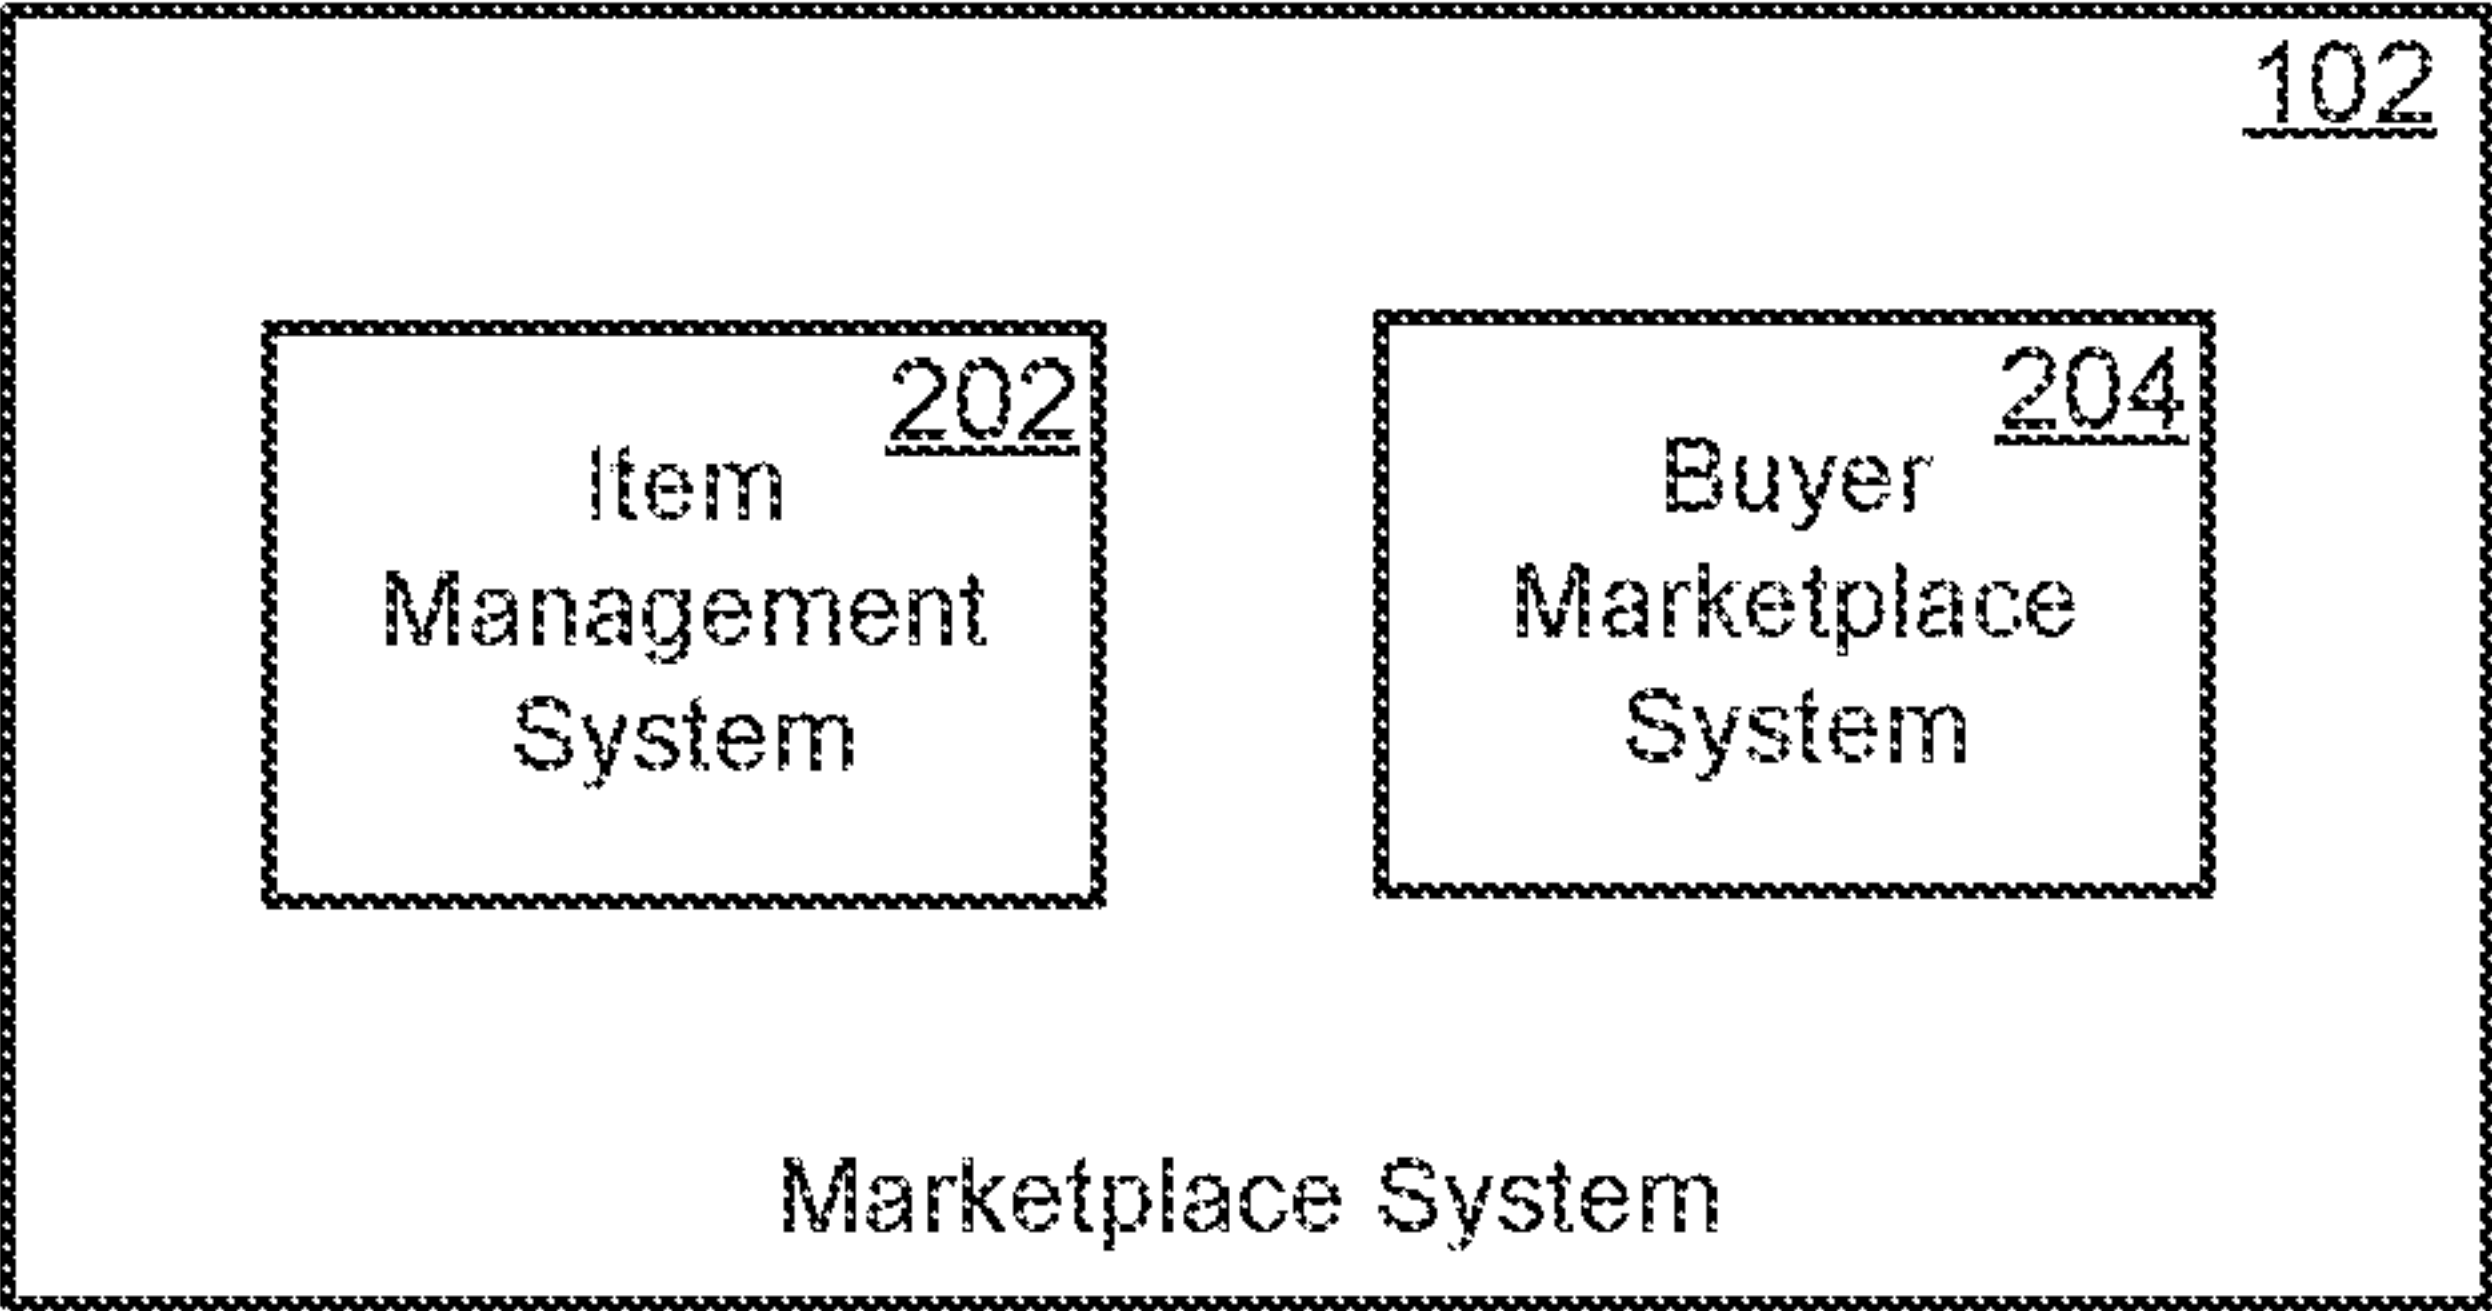 102
202
Item
Management
System
204
Buyer
Marketplace
System
Marketplace System